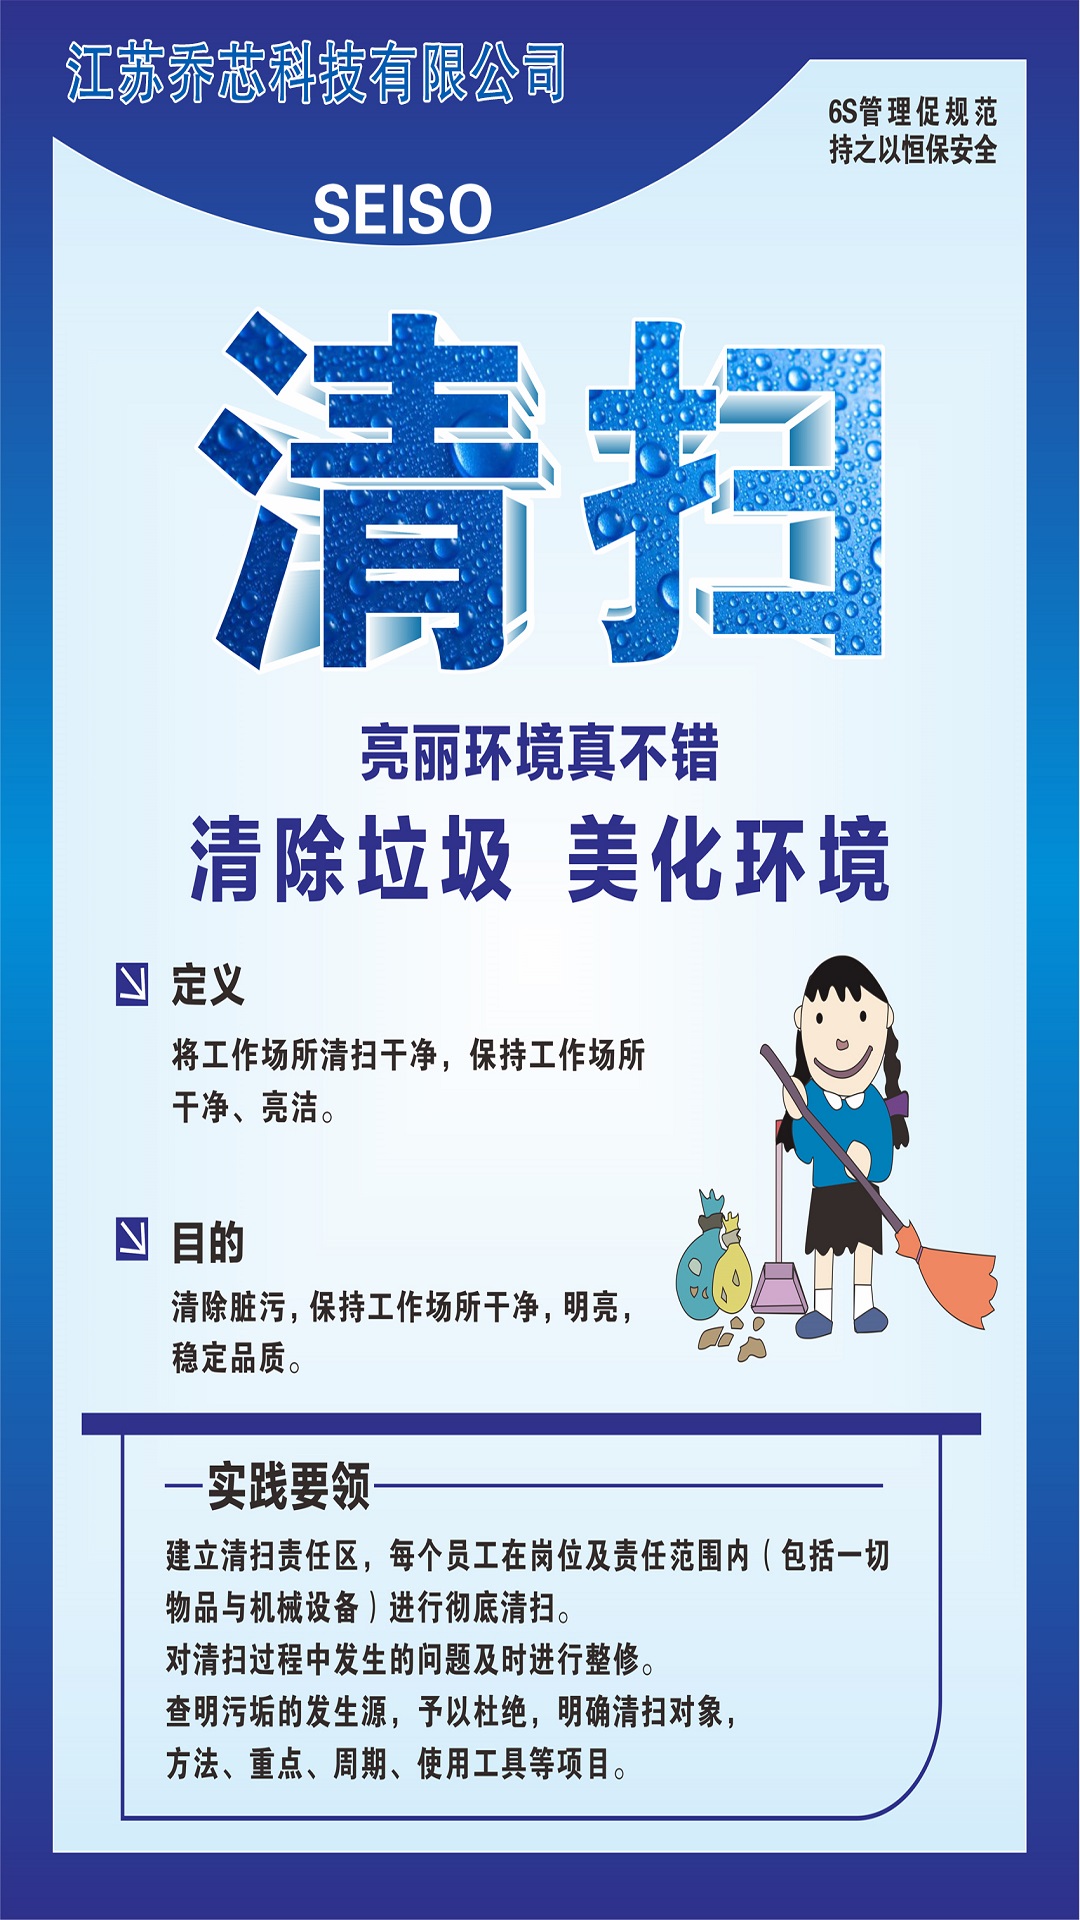 江苏乔芯科技有限公司
6S管理促规范
持之以恒保安全
SEISO
清扫
亮丽环境真不错
清除垃圾 美化环境
定义
将工作场所清扫干净，保持工作场所
干净、亮洁。
目的
清除脏污，保持工作场所干净，明亮，
稳定品质。
实践要领
建立清扫责任区，每个员工在岗位及责任范围内（包括一切
物品与机械设备）进行彻底清扫。
对清扫过程中发生的问题及时进行整修。
查明污垢的发生源，予以杜绝，明确清扫对象，
方法、重点、周期、使用工具等项目。